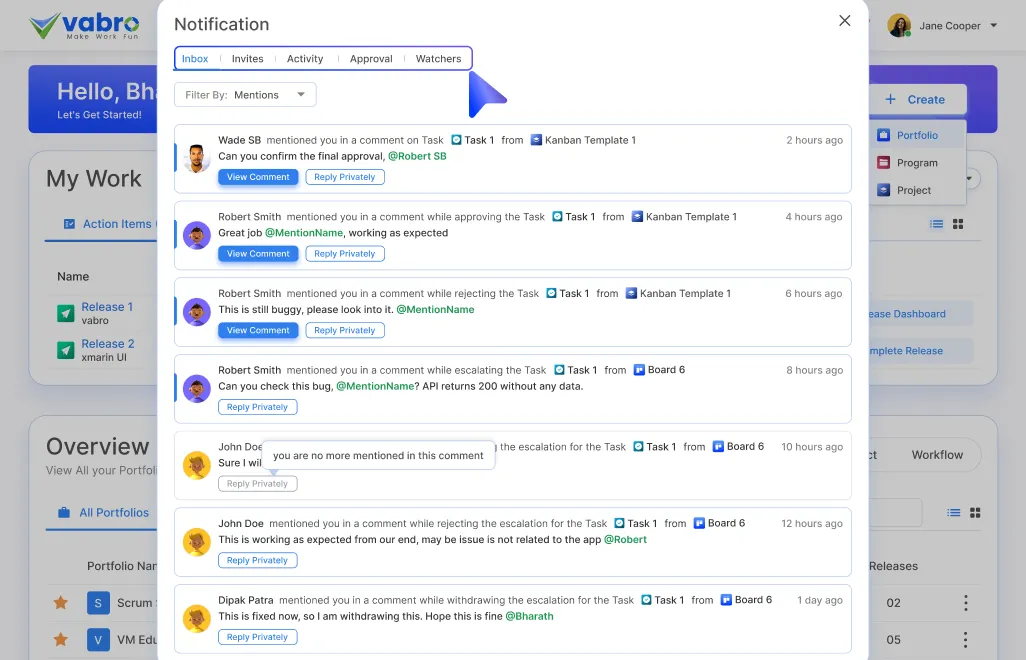 vabro
Make Work Fun
Jane Cooper
Hello, Bha
Let's Get Started!
Notification
Inbox Invites Activity Approval Watchers
Filter By: Mentions
Create
Portfolio
Program
Project
My Work
Action Items
Name
Release 1
vabro
Release 2
xmarin UI
ease Dashboard
mplete Release
Wade SB mentioned you in a comment on Task Task 1 from Kanban Template 1 2 hours ago
Can you confirm the final approval, @Robert SB
View Comment Reply Privately
Robert Smith mentioned you in a comment while approving the Task Task 1 from Kanban Template 1 4 hours ago
Great job @MentionName, working as expected
View Comment Reply Privately
Robert Smith mentioned you in a comment while rejecting the Task Task 1 from Kanban Template 1 6 hours ago
This is still buggy, please look into it. @MentionName
View Comment Reply Privately
Robert Smith mentioned you in a comment while escalating the Task Task 1 from Board 6 8 hours ago
Can you check this bug, @MentionName? API returns 200 without any data.
Reply Privately
John Doe the escalation for the Task Task 1 from Board 6 10 hours ago
you are no more mentioned in this comment
Sure I wil
Reply Privately
John Doe mentioned you in a comment while rejecting the escalation for the Task Task 1 from Board 6 12 hours ago
This is working as expected from our end, may be issue is not related to the app @Robert
Reply Privately
Dipak Patra mentioned you in a comment while withdrawing the escalation for the Task Task 1 from Board 6 1 day ago
This is fixed now, so I am withdrawing this. Hope this is fine @Bharath
Reply Privately
Overview
View All your Portfoli
ct Workflow
All Portfolios
Portfolio Nan
Releases
S Scrum 02
V VM Edu 05